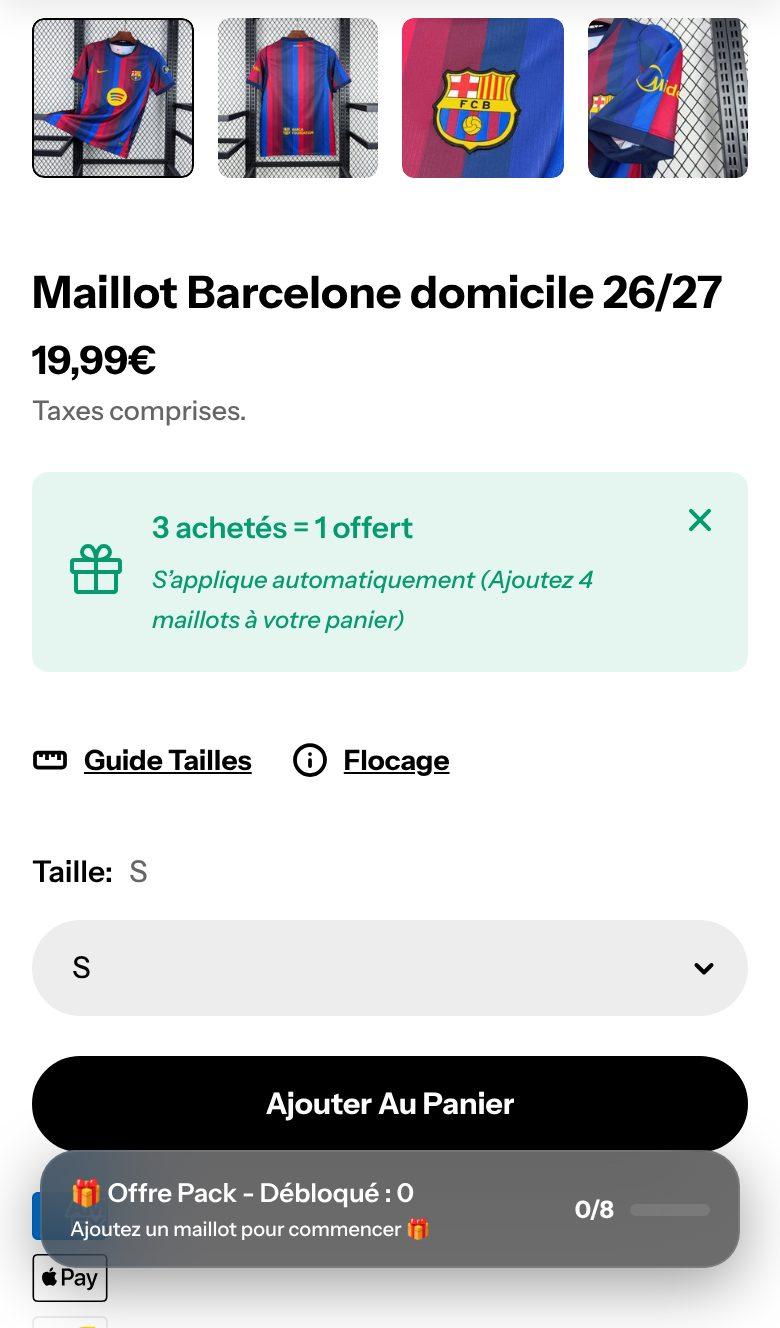 FCB
Mid
Maillot Barcelone domicile 26/27
19,99€
Taxes comprises.
3 achetés = 1 offert
S'applique automatiquement (Ajoutez 4
maillots à votre panier)
Guide Tailles
Flocage
Taille: S
S
Ajouter Au Panier
🎁 Offre Pack - Débloqué : 0
0/8
Ajoutez un maillot pour commencer 🎁
Pay